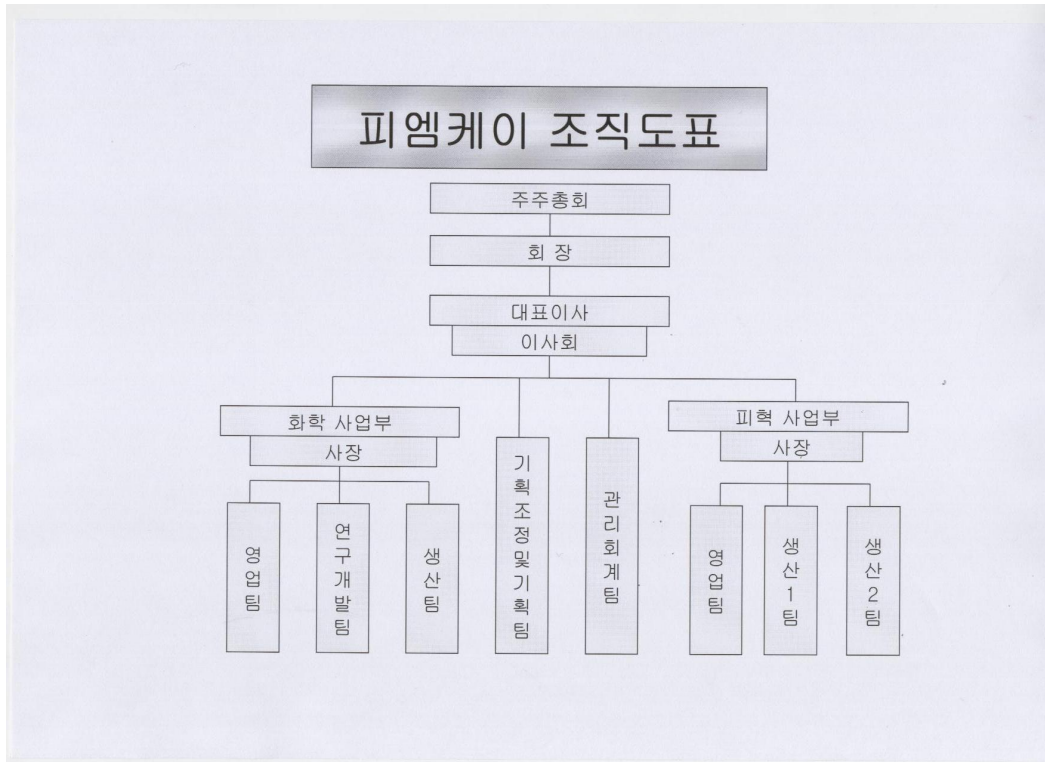 피엠케이 조직도표
주주총회
회 장
대표이사
이사회
화학 사업부
사장
영업팀
연구개발팀
생산팀
기획조정및기획팀
관리회계팀
피혁 사업부
사장
영업팀
생산1팀
생산2팀